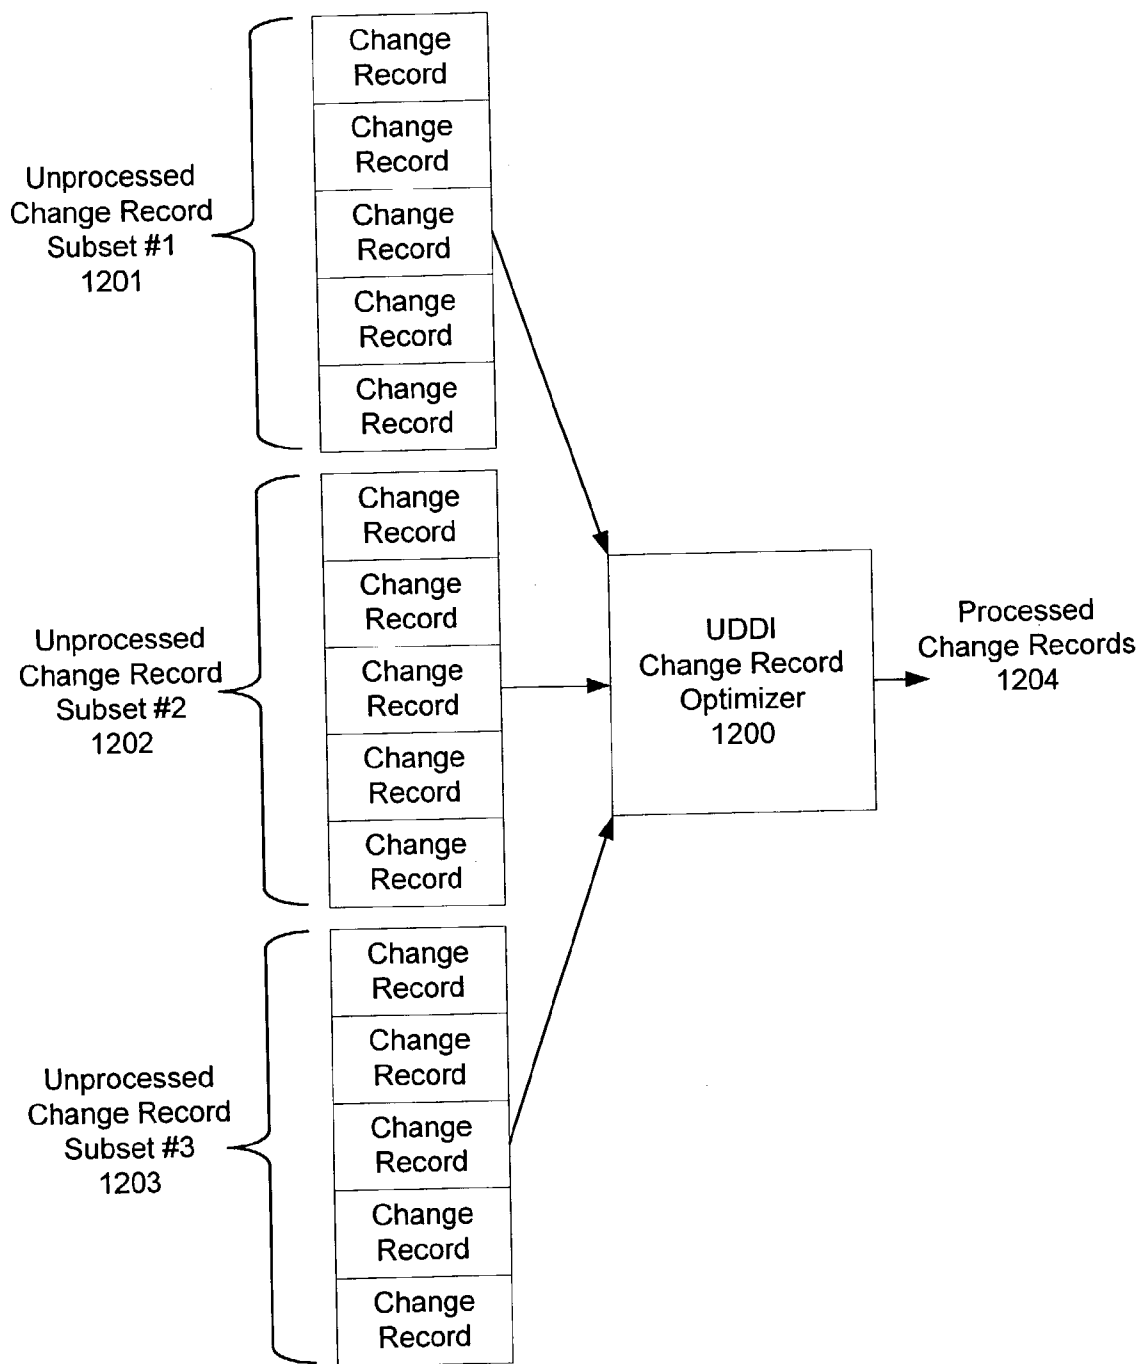 Unprocessed
Change Record
Subset #1
1201
Change
Record
Change
Record
Change
Record
Change
Record
Change
Record
Unprocessed
Change Record
Subset #2
1202
Change
Record
Change
Record
Change
Record
Change
Record
Change
Record
Unprocessed
Change Record
Subset #3
1203
Change
Record
Change
Record
Change
Record
Change
Record
Change
Record
UDDI
Change Record
Optimizer
1200
Processed
Change Records
1204